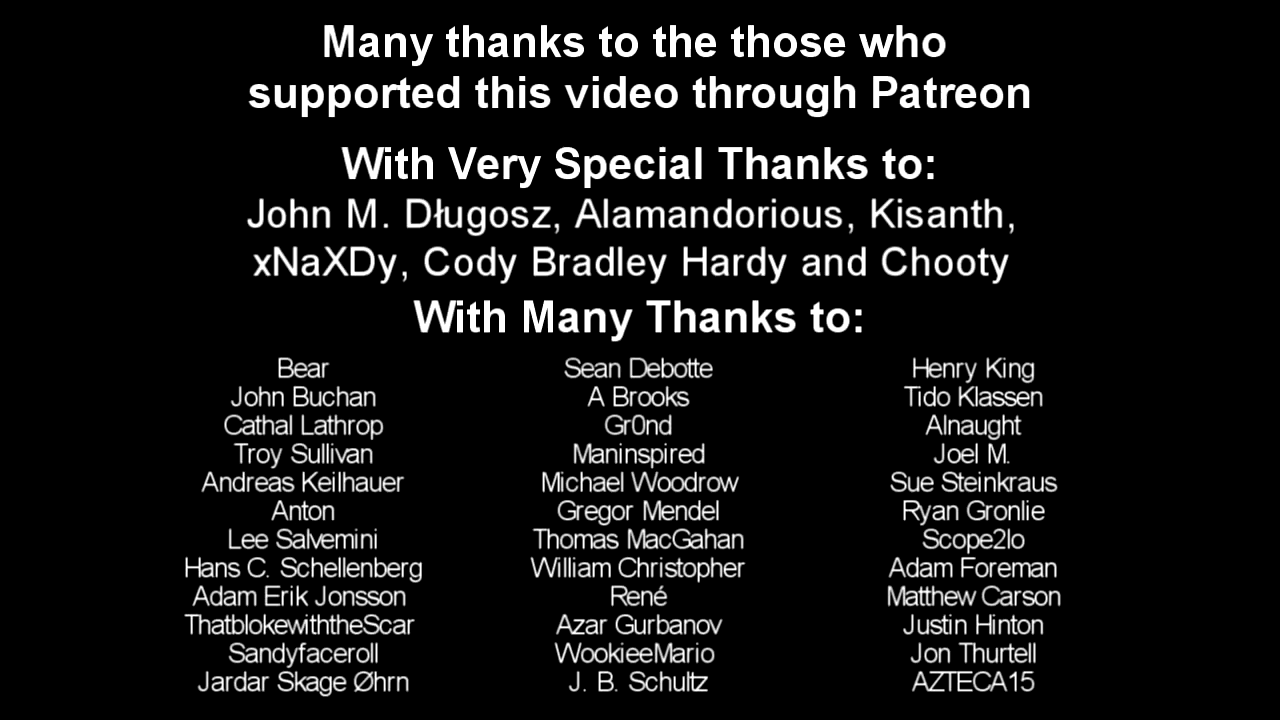 Many thanks to the those who
supported this video through Patreon
With Very Special Thanks to:
John M. Długosz, Alamandorious, Kisanth,
xNaXDy, Cody Bradley Hardy and Chooty
With Many Thanks to:
Bear
John Buchan
Cathal Lathrop
Troy Sullivan
Andreas Keilhauer
Anton
Lee Salvemini
Hans C. Schellenberg
Adam Erik Jonsson
ThatblokewiththeScar
Sandyfaceroll
Jardar Skage Øhrn
Sean Debotte
A Brooks
Gr0nd
Maninspired
Michael Woodrow
Gregor Mendel
Thomas MacGahan
William Christopher
René
Azar Gurbanov
WookieeMario
J. B. Schultz
Henry King
Tido Klassen
Alnaught
Joel M.
Sue Steinkraus
Ryan Gronlie
Scope2lo
Adam Foreman
Matthew Carson
Justin Hinton
Jon Thurtell
AZTECA15